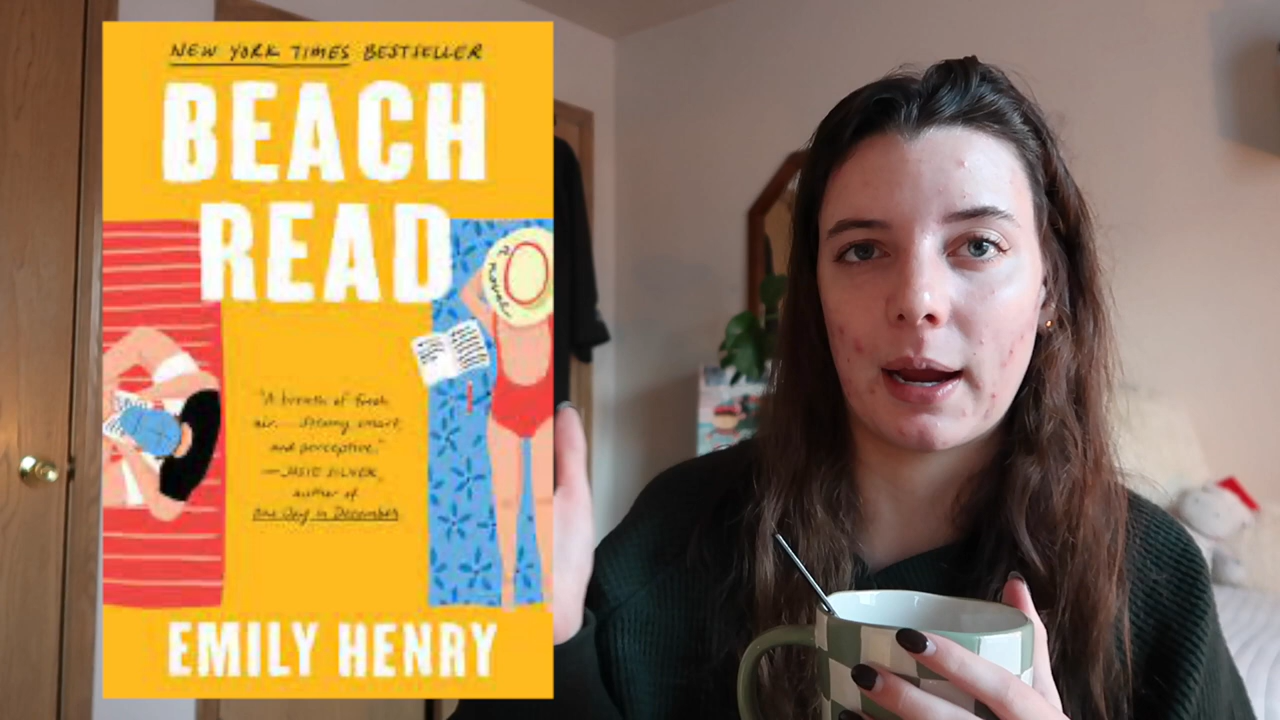 NEW YORK TIMES BESTSELLER
BEACH
READ
a novel
"A breath of fresh
air. . . . Steamy, smart,
and perceptive."
—JOSIE SILVER,
author of
One Day in December
EMILY HENRY